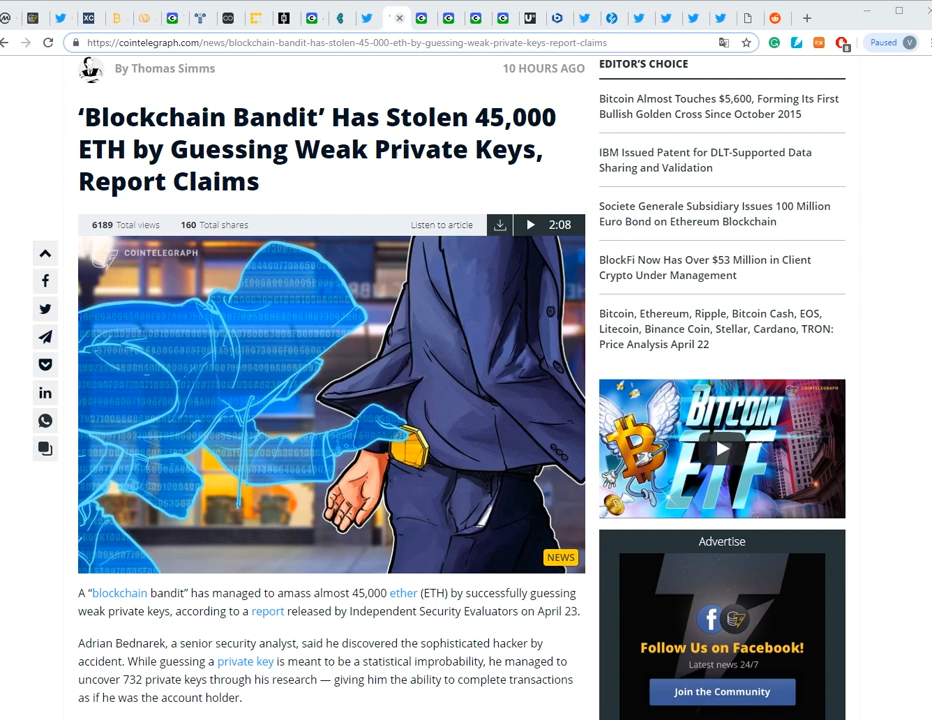 https://cointelegraph.com/news/blockchain-bandit-has-stolen-45-000-eth-by-guessing-weak-private-keys-report-claims
Paused
V
By Thomas Simms
10 HOURS AGO
‘Blockchain Bandit’ Has Stolen 45,000
ETH by Guessing Weak Private Keys,
Report Claims
6189 Total views
160 Total shares
Listen to article
2:08
COINTELEGRAPH
NEWS
A “blockchain bandit” has managed to amass almost 45,000 ether (ETH) by successfully guessing
weak private keys, according to a report released by Independent Security Evaluators on April 23.
Adrian Bednarek, a senior security analyst, said he discovered the sophisticated hacker by
accident. While guessing a private key is meant to be a statistical improbability, he managed to
uncover 732 private keys through his research — giving him the ability to complete transactions
as if he was the account holder.
EDITOR’S CHOICE
Bitcoin Almost Touches $5,600, Forming Its First
Bullish Golden Cross Since October 2015
IBM Issued Patent for DLT-Supported Data
Sharing and Validation
Societe Generale Subsidiary Issues 100 Million
Euro Bond on Ethereum Blockchain
BlockFi Now Has Over $53 Million in Client
Crypto Under Management
Bitcoin, Ethereum, Ripple, Bitcoin Cash, EOS,
Litecoin, Binance Coin, Stellar, Cardano, TRON:
Price Analysis April 22
COINTELEGRAPH
BITCOIN
ETF
Advertise
Follow Us on Facebook!
Latest news 24/7
Join the Community